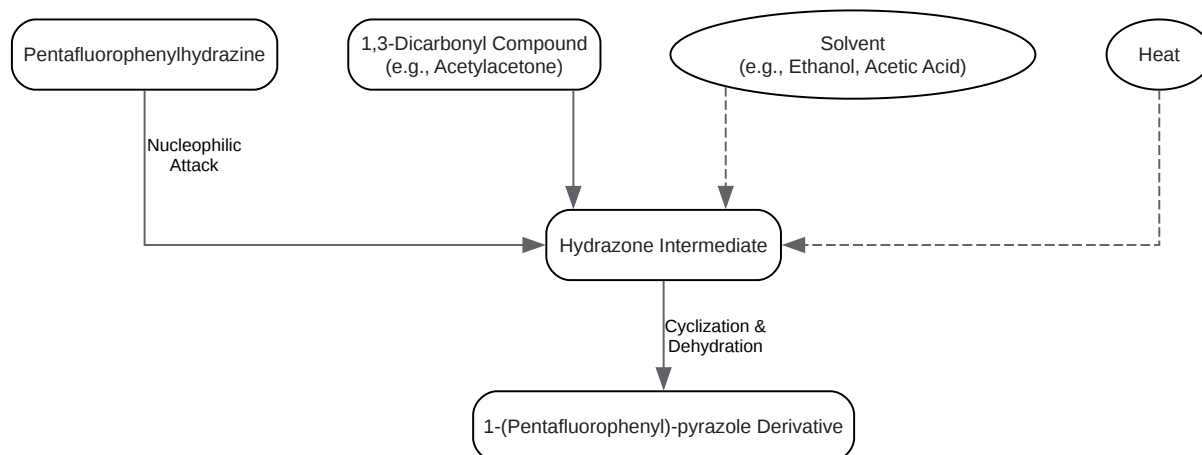 Pentafluorophenylhydrazine
1,3-Dicarbonyl Compound
(e.g., Acetylacetone)
Solvent
(e.g., Ethanol, Acetic Acid)
Heat
Nucleophilic
Attack
Hydrazone Intermediate
Cyclization &
Dehydration
1-(Pentafluorophenyl)-pyrazole Derivative